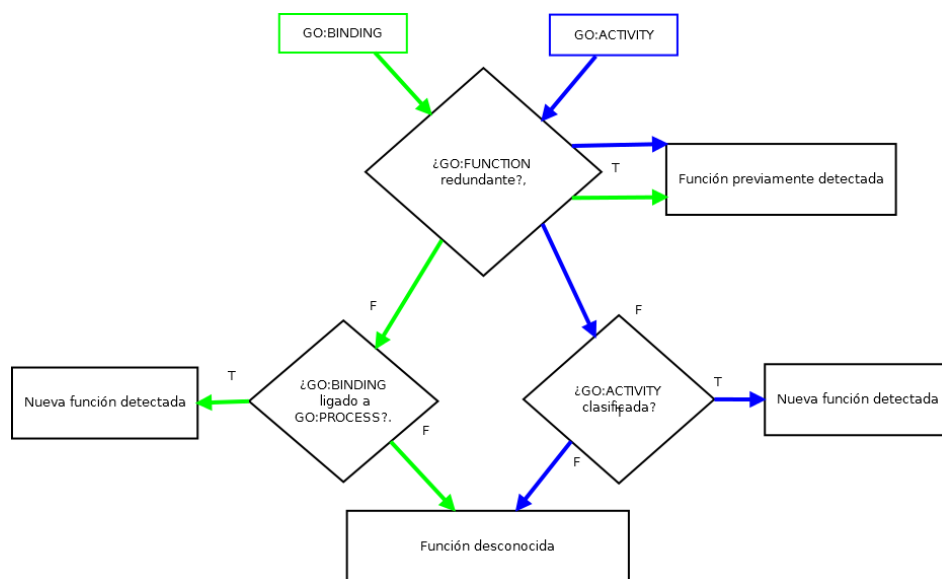 GO:BINDING
GO:ACTIVITY
¿GO:FUNCTION
redundante?,
T
Función previamente detectada
F
F
¿GO:BINDING
ligado a
GO:PROCESS?.
T
Nueva función detectada
F
¿GO:ACTIVITY
clasificada?
T
T
Nueva función detectada
F
Función desconocida